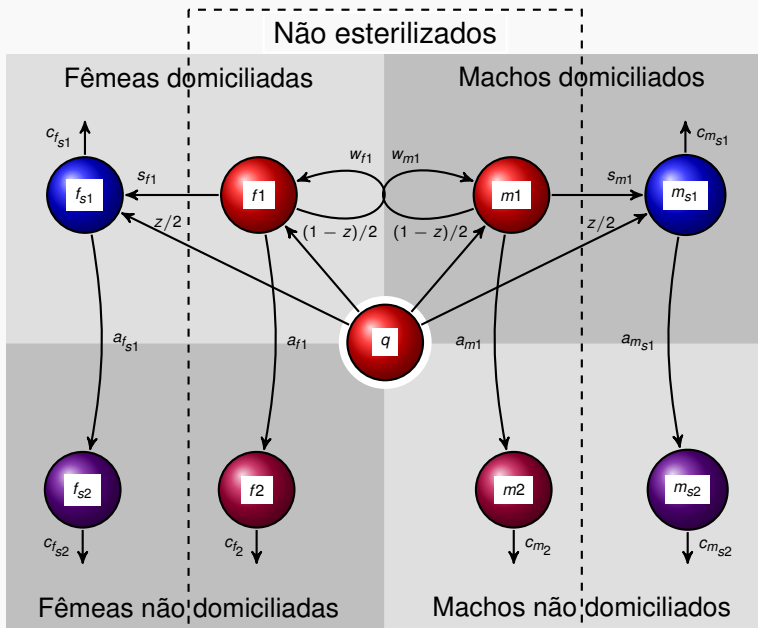 Não esterilizados
Fêmeas domiciliadas
Machos domiciliados
c_{f_{s1}}
c_{m_{s1}}
w_{f1}
w_{m1}
f_{s1}
s_{f1}
f1
m1
s_{m1}
m_{s1}
z/2
(1 − z)/2
(1 − z)/2
z/2
a_{f_{s1}}
a_{f1}
q
a_{m1}
a_{m_{s1}}
f_{s2}
f2
m2
m_{s2}
c_{f_{s2}}
c_{f_2}
c_{m_2}
c_{m_{s2}}
Fêmeas não domiciliadas
Machos não domiciliados